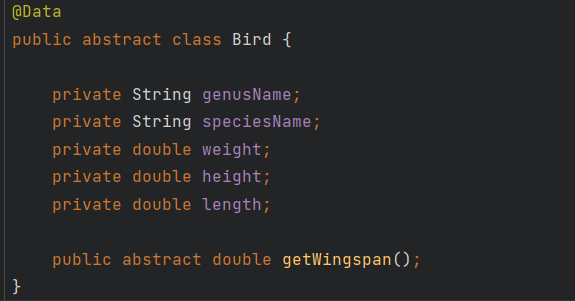 @Data
public abstract class Bird {
private String genusName;
private String speciesName;
private double weight;
private double height;
private double length;
public abstract double getWingspan();
}